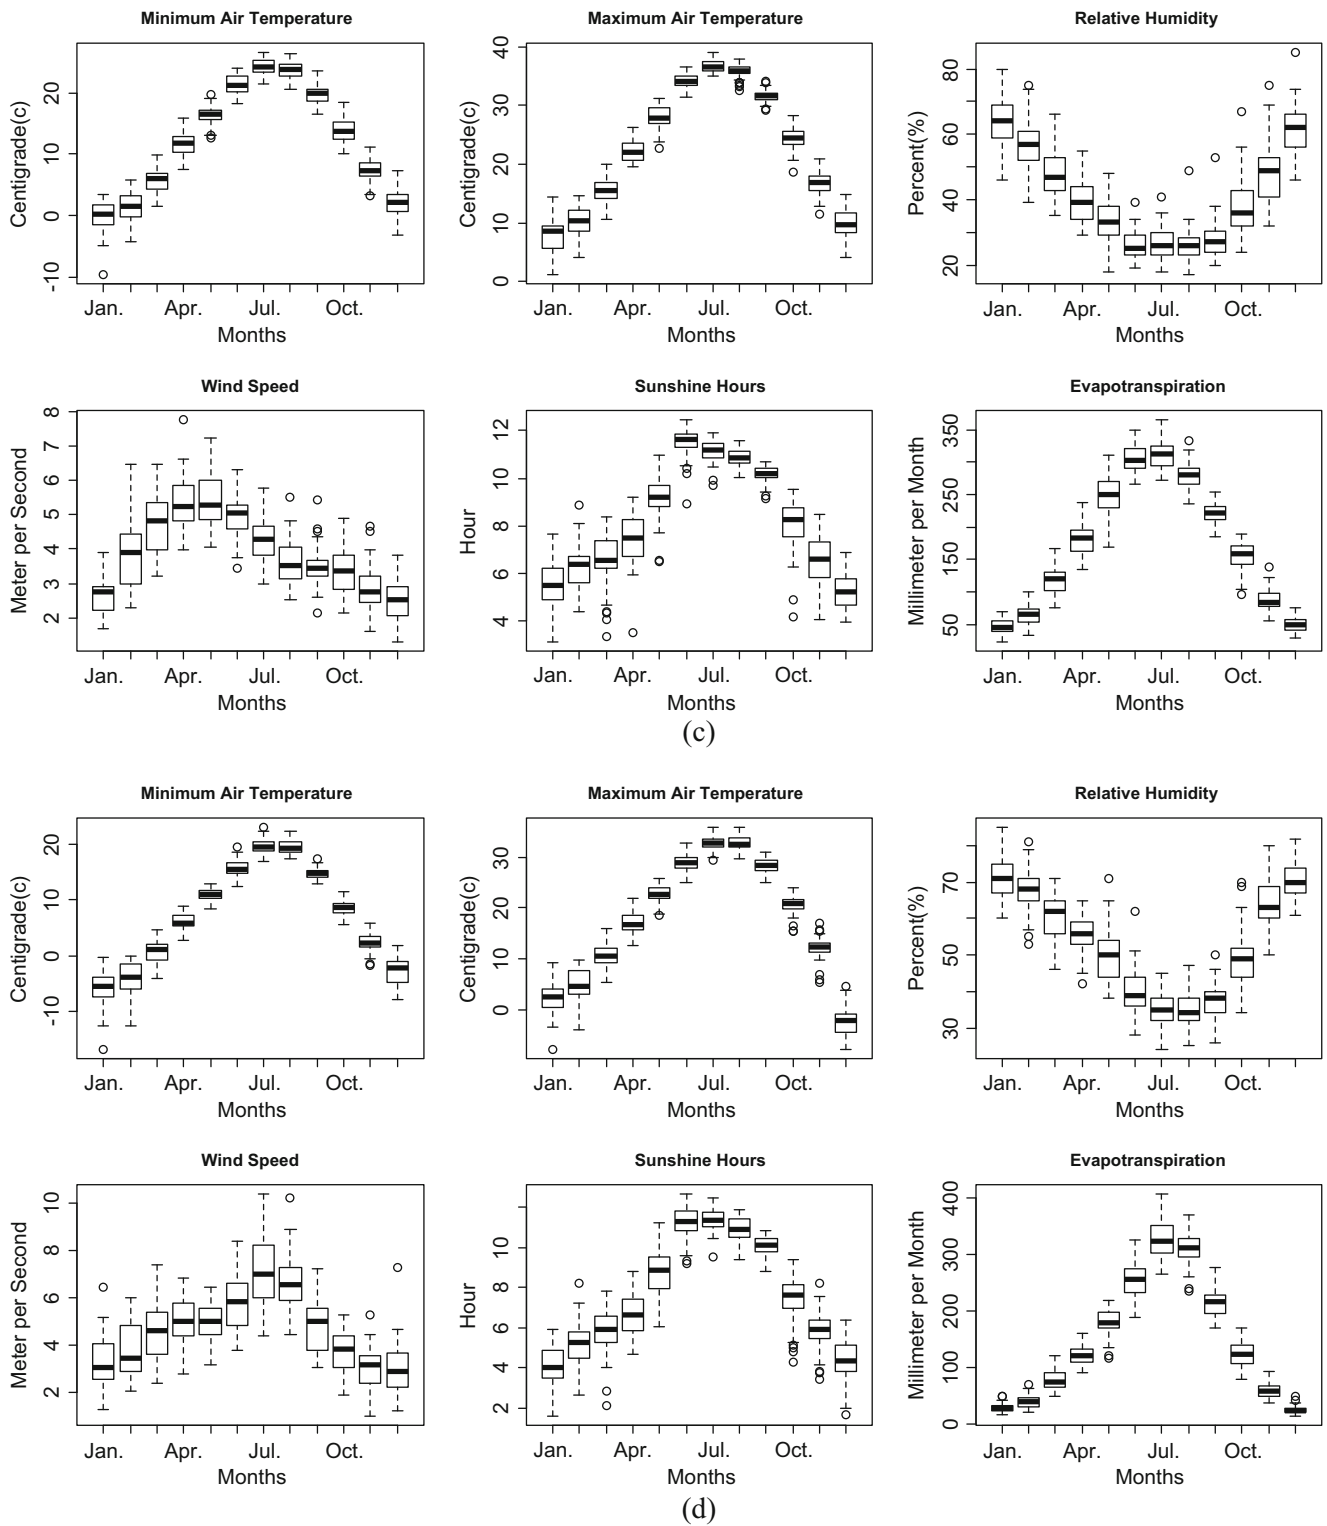 Minimum Air Temperature
Maximum Air Temperature
Relative Humidity
Centigrade(c)
-10 0 10 20
Jan. Apr. Jul. Oct.
Months
Centigrade(c)
0 10 20 30 40
Jan. Apr. Jul. Oct.
Months
Percent(%)
20 40 60 80
Jan. Apr. Jul. Oct.
Months
Wind Speed
Sunshine Hours
Evapotranspiration
Meter per Second
2 3 4 5 6 7 8
Jan. Apr. Jul. Oct.
Months
Hour
4 6 8 10 12
Jan. Apr. Jul. Oct.
Months
Millimeter per Month
50 150 250 350
Jan. Apr. Jul. Oct.
Months
(c)
Minimum Air Temperature
Maximum Air Temperature
Relative Humidity
Centigrade(c)
-10 0 10 20
Jan. Apr. Jul. Oct.
Months
Centigrade(c)
0 10 20 30
Jan. Apr. Jul. Oct.
Months
Percent(%)
30 50 70
Jan. Apr. Jul. Oct.
Months
Wind Speed
Sunshine Hours
Evapotranspiration
Meter per Second
2 4 6 8 10
Jan. Apr. Jul. Oct.
Months
Hour
2 4 6 8 10
Jan. Apr. Jul. Oct.
Months
Millimeter per Month
0 100 200 300 400
Jan. Apr. Jul. Oct.
Months
(d)